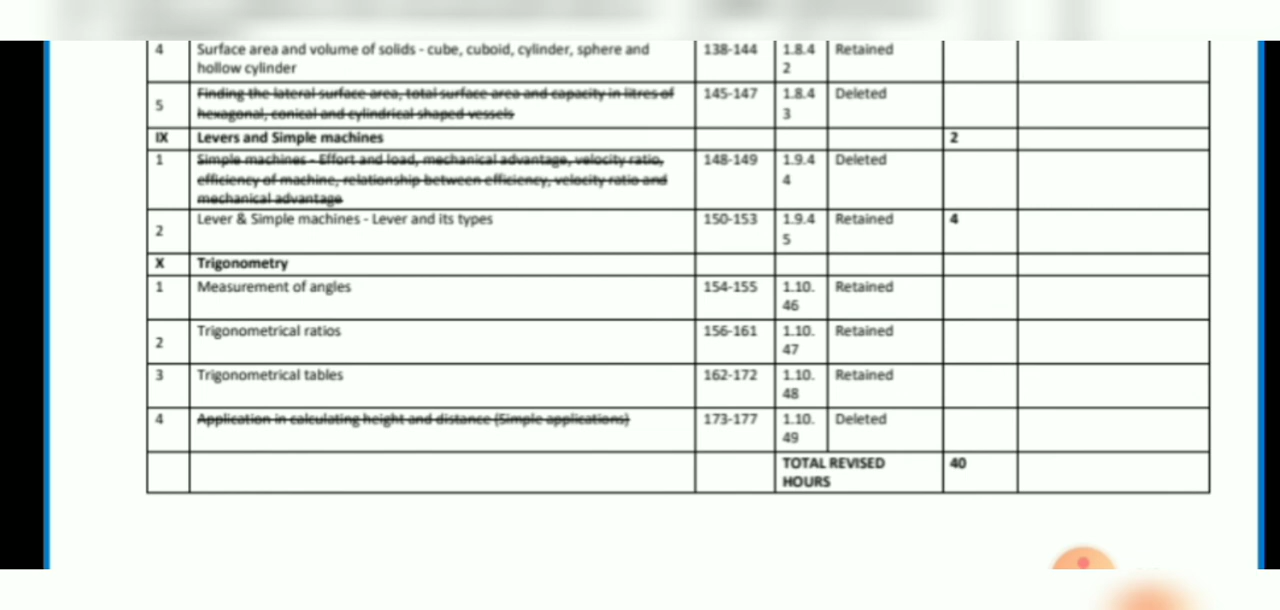 4 Surface area and volume of solids - cube, cuboid, cylinder, sphere and 138-144 1.8.4 Retained
hollow cylinder 2
5 Finding the lateral surface area, total surface area and capacity in litres of 145-147 1.8.4 Deleted
hexagonal, conical and cylindrical shaped vessels 3
IX Levers and Simple machines 2
1 Simple machines - Effort and load, mechanical advantage, velocity ratio, 148-149 1.9.4 Deleted
efficiency of machine, relationship between efficiency, velocity ratio and 4
mechanical advantage
2 Lever & Simple machines - Lever and its types 150-153 1.9.4 Retained 4
5
X Trigonometry
1 Measurement of angles 154-155 1.10. Retained
46
2 Trigonometrical ratios 156-161 1.10. Retained
47
3 Trigonometrical tables 162-172 1.10. Retained
48
4 Application in calculating height and distance (Simple applications) 173-177 1.10. Deleted
49
TOTAL REVISED 40
HOURS